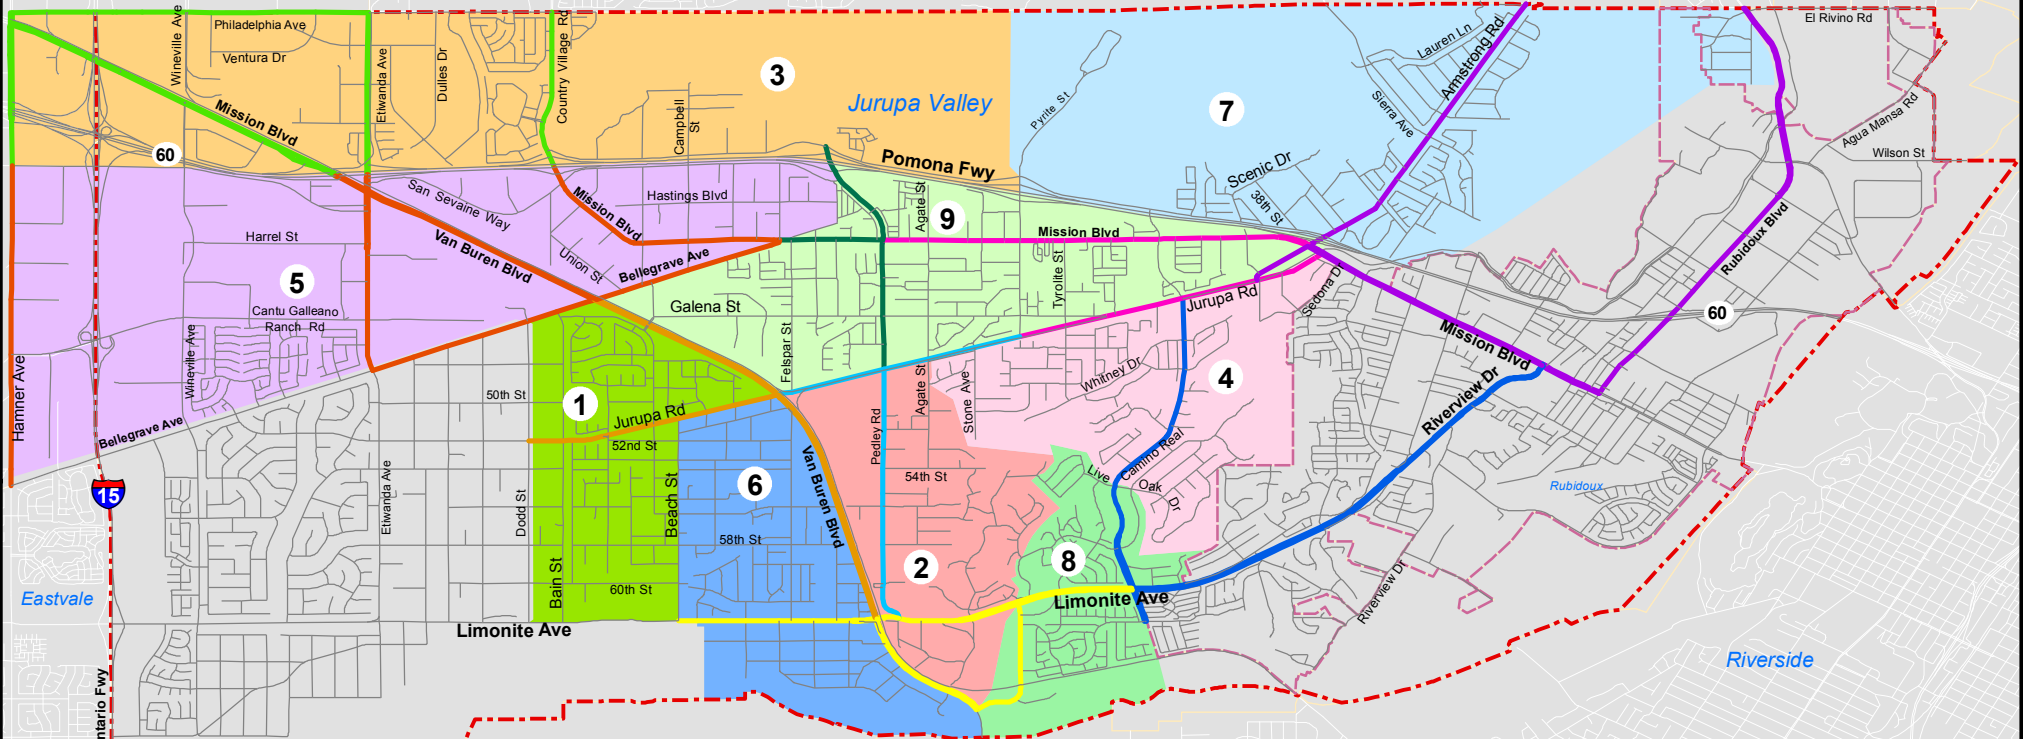 Philadelphia Ave
Wineville Ave
Ventura Dr
Etiwanda Ave
Dulles Dr
Country Village Rd
Campbell
St
3
Jurupa Valley
Mission Blvd
60
Pomona Fwy
Pyrite St
7
Lauren Ln
Armstrong Rd
Sierra Ave
Scenic Dr
38th St
El Rivino Rd
Agua Mansa Rd
Wilson St
San Sevaine Way
Hastings Blvd
Mission Blvd
Agate St
9
Mission Blvd
Rubidoux Blvd
Harrel St
Van Buren Blvd
Union St
Bellegrave Ave
Tyrolite St
5
Cantu Galleano
Ranch Rd
Galena St
Jurupa Rd
Sedona Dr
60
Mission Blvd
Hamner Ave
Wineville Ave
Felspar St
Whitney Dr
4
Riverview Dr
50th St
1
Jurupa Rd
Agate St
Stone Ave
Pedley Rd
Bellegrave Ave
52nd St
Camino Real
Live
Oak
Dr
15
Etiwanda Ave
Dodd St
Beach St
6
Van Buren Blvd
54th St
Rubidoux
58th St
2
8
Eastvale
Bain St
60th St
Limonite Ave
Riverview Dr
Limonite Ave
Riverside
ntario Fwy